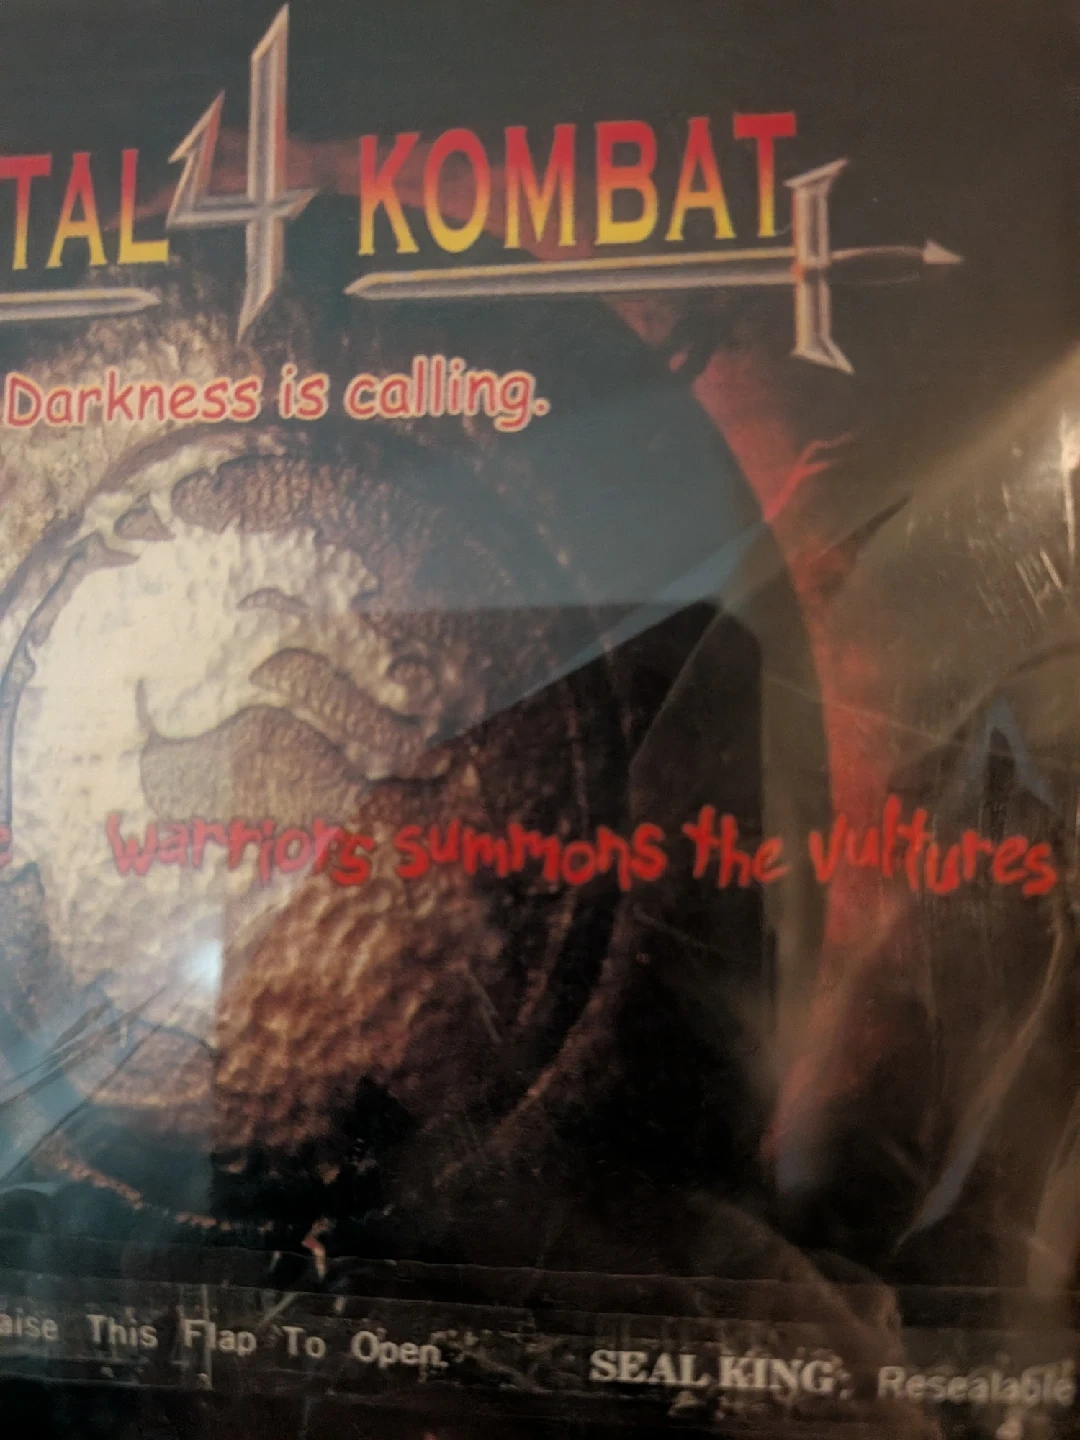 TAL 4 KOMBAT
Darkness is calling.
warriors summons the vultures
aise This Flap To Open.
SEAL KING. Resealable